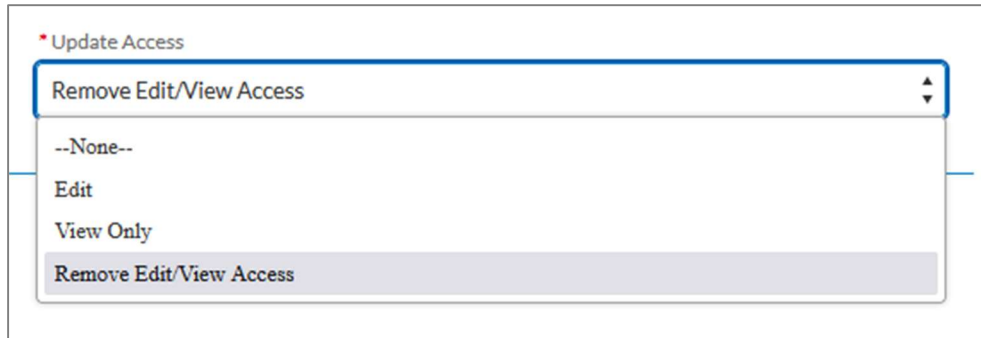 *Update Access
Remove Edit/View Access
--None--
Edit
View Only
Remove Edit/View Access